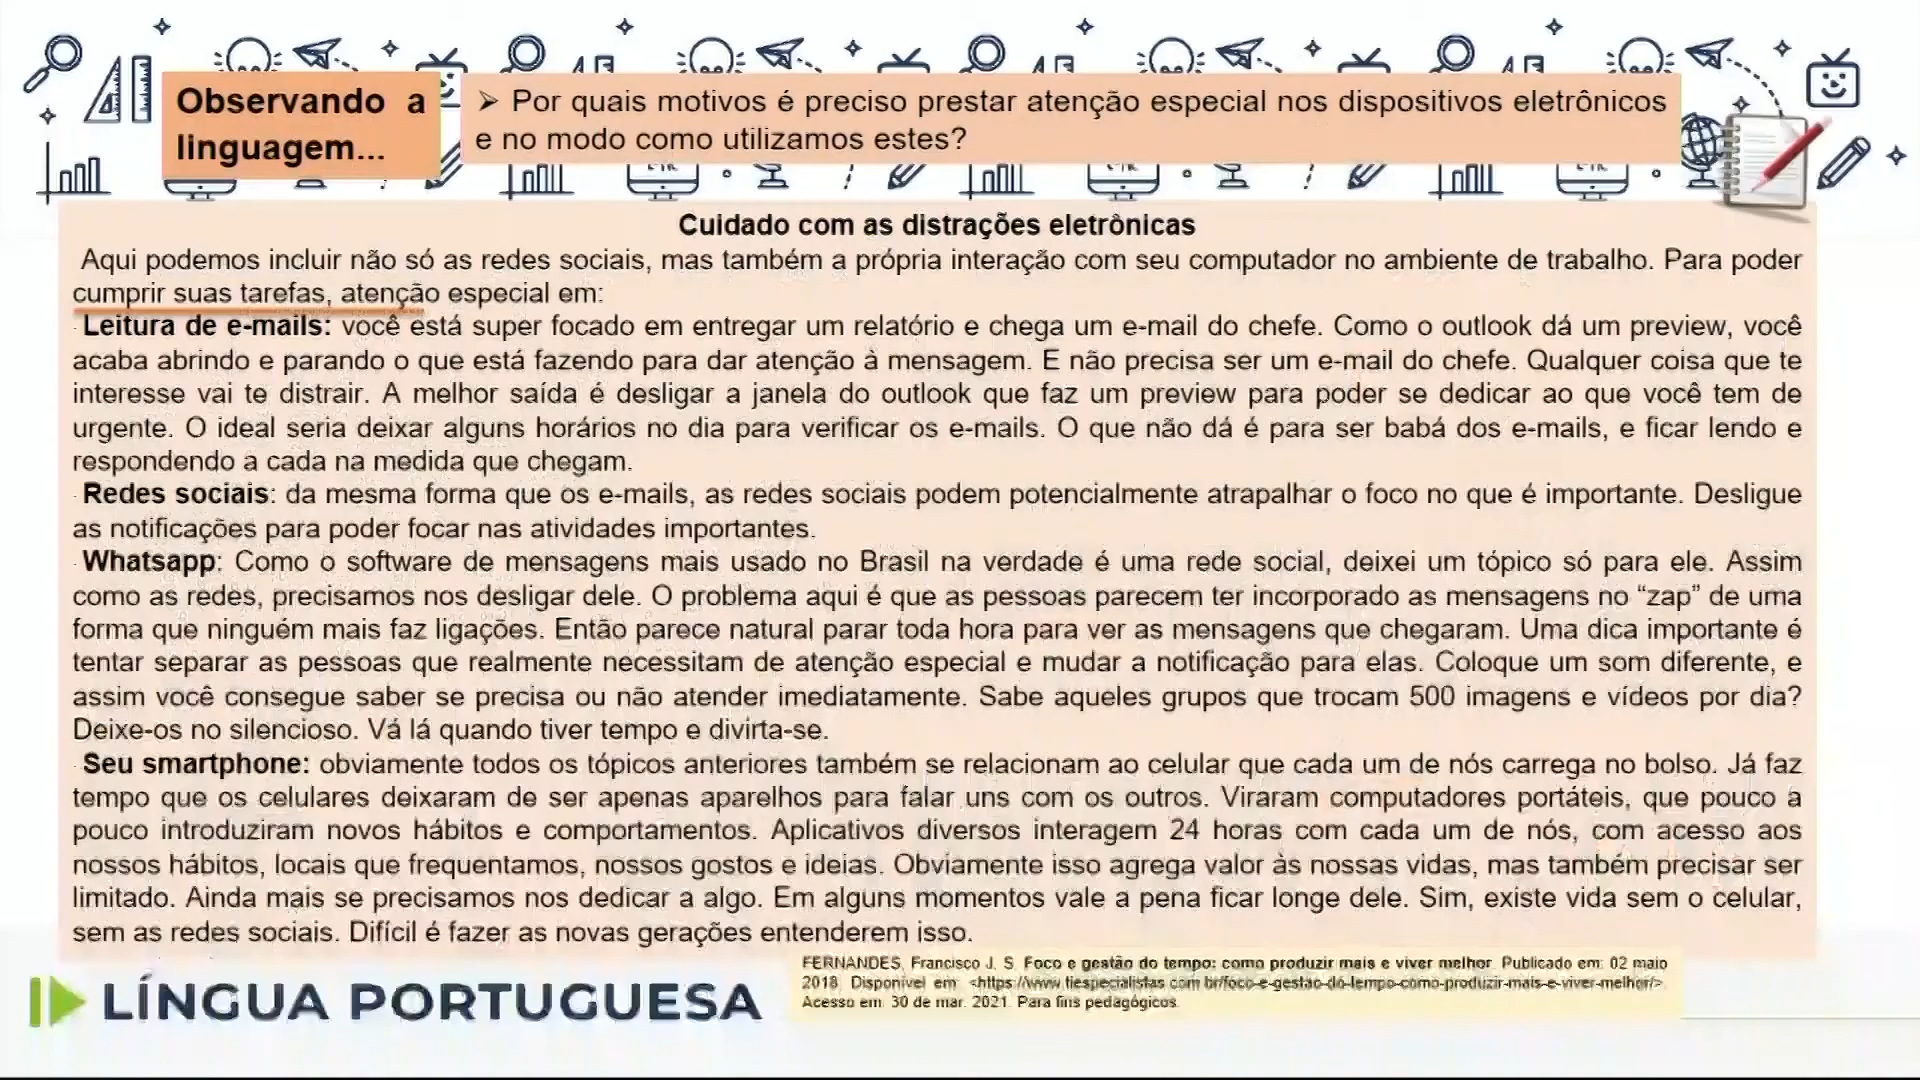 Observando a
linguagem...
➢ Por quais motivos é preciso prestar atenção especial nos dispositivos eletrônicos
e no modo como utilizamos estes?
Cuidado com as distrações eletrônicas
Aqui podemos incluir não só as redes sociais, mas também a própria interação com seu computador no ambiente de trabalho. Para poder
cumprir suas tarefas, atenção especial em:
· Leitura de e-mails: você está super focado em entregar um relatório e chega um e-mail do chefe. Como o outlook dá um preview, você
acaba abrindo e parando o que está fazendo para dar atenção à mensagem. E não precisa ser um e-mail do chefe. Qualquer coisa que te
interesse vai te distrair. A melhor saída é desligar a janela do outlook que faz um preview para poder se dedicar ao que você tem de
urgente. O ideal seria deixar alguns horários no dia para verificar os e-mails. O que não dá é para ser babá dos e-mails, e ficar lendo e
respondendo a cada na medida que chegam.
· Redes sociais: da mesma forma que os e-mails, as redes sociais podem potencialmente atrapalhar o foco no que é importante. Desligue
as notificações para poder focar nas atividades importantes.
· Whatsapp: Como o software de mensagens mais usado no Brasil na verdade é uma rede social, deixei um tópico só para ele. Assim
como as redes, precisamos nos desligar dele. O problema aqui é que as pessoas parecem ter incorporado as mensagens no “zap” de uma
forma que ninguém mais faz ligações. Então parece natural parar toda hora para ver as mensagens que chegaram. Uma dica importante é
tentar separar as pessoas que realmente necessitam de atenção especial e mudar a notificação para elas. Coloque um som diferente, e
assim você consegue saber se precisa ou não atender imediatamente. Sabe aqueles grupos que trocam 500 imagens e vídeos por dia?
Deixe-os no silencioso. Vá lá quando tiver tempo e divirta-se.
· Seu smartphone: obviamente todos os tópicos anteriores também se relacionam ao celular que cada um de nós carrega no bolso. Já faz
tempo que os celulares deixaram de ser apenas aparelhos para falar uns com os outros. Viraram computadores portáteis, que pouco a
pouco introduziram novos hábitos e comportamentos. Aplicativos diversos interagem 24 horas com cada um de nós, com acesso aos
nossos hábitos, locais que frequentamos, nossos gostos e ideias. Obviamente isso agrega valor às nossas vidas, mas também precisar ser
limitado. Ainda mais se precisamos nos dedicar a algo. Em alguns momentos vale a pena ficar longe dele. Sim, existe vida sem o celular,
sem as redes sociais. Difícil é fazer as novas gerações entenderem isso.
FERNANDES, Francisco J. S. Foco e gestão do tempo: como produzir mais e viver melhor. Publicado em: 02 maio
2018. Disponível em: <https://www.tiespecialistas.com.br/foco-e-gestao-do-tempo-como-produzir-mais-e-viver-melhor/>.
Acesso em: 30 de mar. 2021. Para fins pedagógicos.
LÍNGUA PORTUGUESA